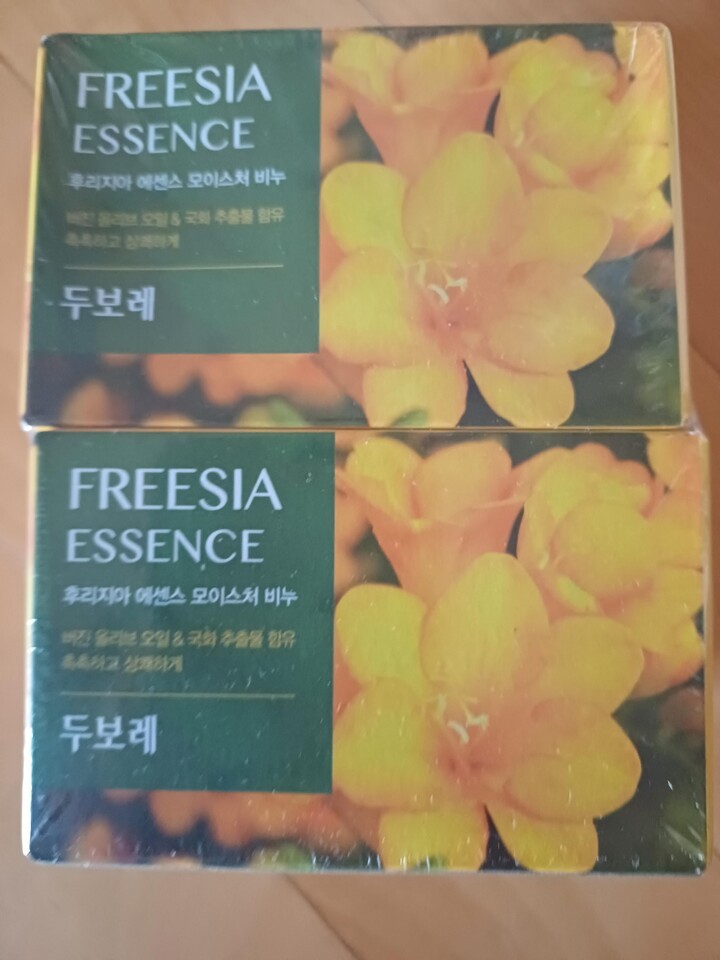 FREESIA
ESSENCE
후리지아 에센스 모이스처 비누
버진 올리브 오일 & 국화 추출물 함유
촉촉하고 상쾌하게
두보레
FREESIA
ESSENCE
후리지아 에센스 모이스처 비누
버진 올리브 오일 & 국화 추출물 함유
촉촉하고 상쾌하게
두보레